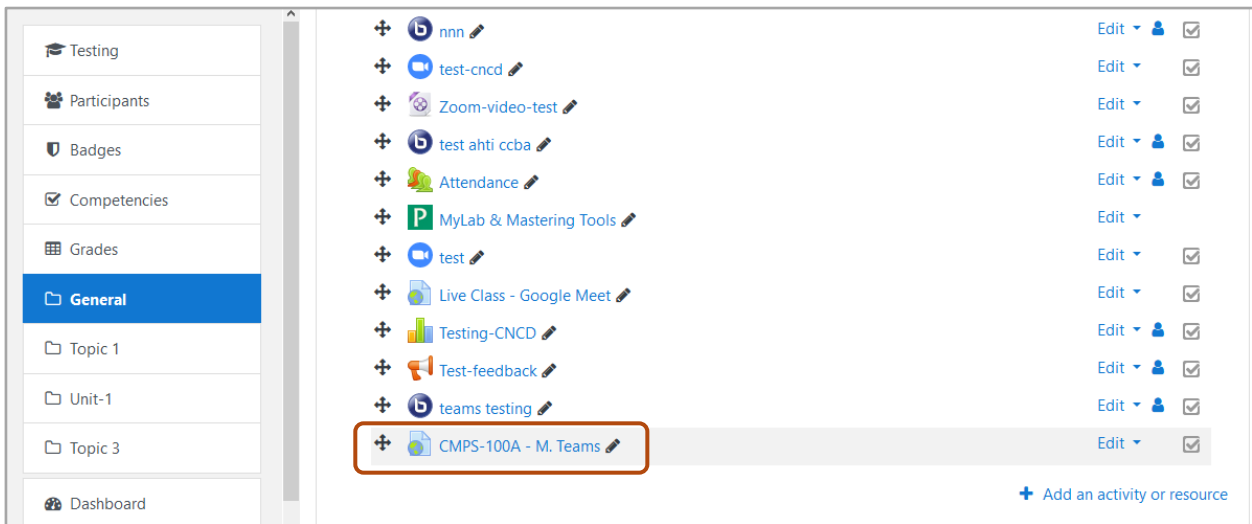 Testing
Participants
Badges
Competencies
Grades
General
Topic 1
Unit-1
Topic 3
Dashboard
nnn Edit
test-cncd Edit
Zoom-video-test Edit
test ahti ccba Edit
Attendance Edit
P MyLab & Mastering Tools Edit
test Edit
Live Class - Google Meet Edit
Testing-CNCD Edit
Test-feedback Edit
teams testing Edit
CMPS-100A - M. Teams Edit
Add an activity or resource